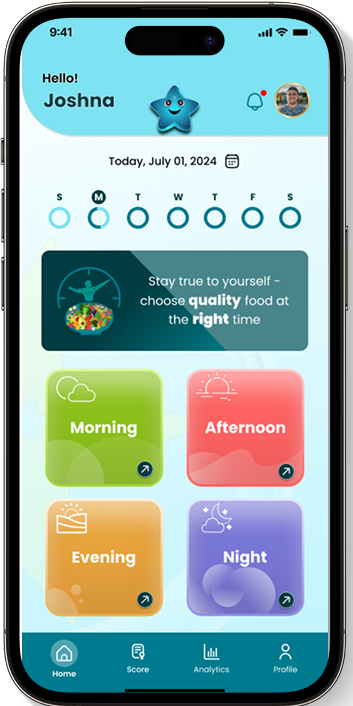 9:41
Hello!
Joshna
Today, July 01, 2024
S M T W T F S
Stay true to yourself -
choose quality food at
the right time
Morning
Afternoon
Evening
Night
Home
Score
Analytics
Profile